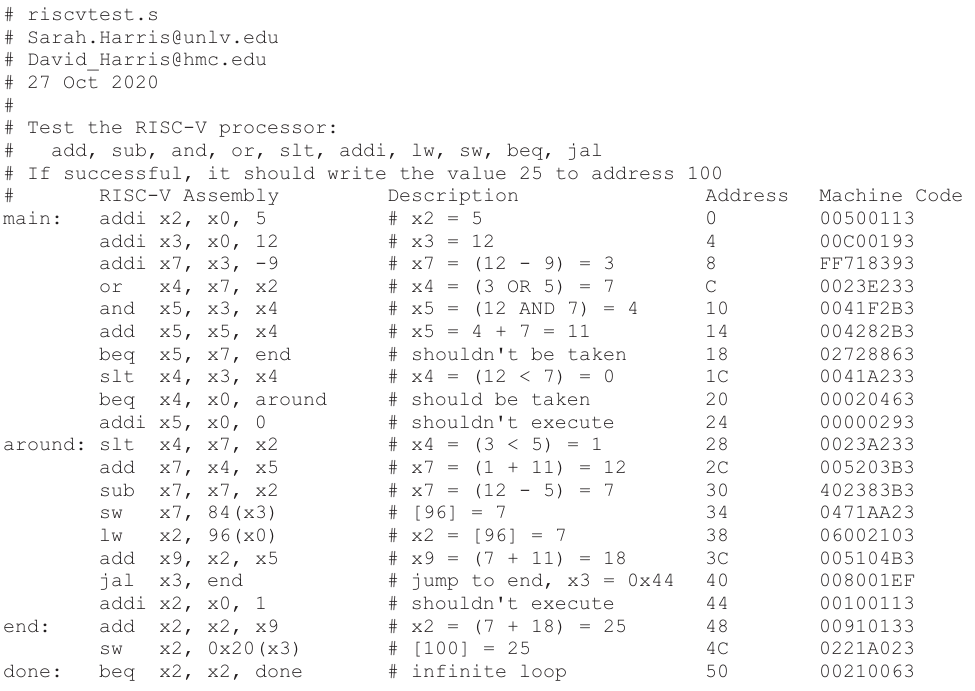 # riscvtest.s
# Sarah.Harris@unlv.edu
# David_Harris@hmc.edu
# 27 Oct 2020
#
# Test the RISC-V processor:
#   add, sub, and, or, slt, addi, lw, sw, beq, jal
# If successful, it should write the value 25 to address 100
#       RISC-V Assembly         Description               Address   Machine Code
main:   addi x2, x0, 5          # x2 = 5                  0         00500113
        addi x3, x0, 12         # x3 = 12                 4         00C00193
        addi x7, x3, -9         # x7 = (12 - 9) = 3       8         FF718393
        or   x4, x7, x2         # x4 = (3 OR 5) = 7       C         0023E233
        and  x5, x3, x4         # x5 = (12 AND 7) = 4     10        0041F2B3
        add  x5, x5, x4         # x5 = 4 + 7 = 11         14        004282B3
        beq  x5, x7, end        # shouldn't be taken      18        02728863
        slt  x4, x3, x4         # x4 = (12 < 7) = 0       1C        0041A233
        beq  x4, x0, around     # should be taken         20        00020463
        addi x5, x0, 0          # shouldn't execute       24        00000293
around: slt  x4, x7, x2         # x4 = (3 < 5) = 1        28        0023A233
        add  x7, x4, x5         # x7 = (1 + 11) = 12      2C        005203B3
        sub  x7, x7, x2         # x7 = (12 - 5) = 7       30        402383B3
        sw   x7, 84(x3)         # [96] = 7                34        0471AA23
        lw   x2, 96(x0)         # x2 = [96] = 7           38        06002103
        add  x9, x2, x5         # x9 = (7 + 11) = 18      3C        005104B3
        jal  x3, end            # jump to end, x3 = 0x44  40        008001EF
        addi x2, x0, 1          # shouldn't execute       44        00100113
end:    add  x2, x2, x9         # x2 = (7 + 18) = 25      48        00910133
        sw   x2, 0x20(x3)       # [100] = 25              4C        0221A023
done:   beq  x2, x2, done       # infinite loop           50        00210063